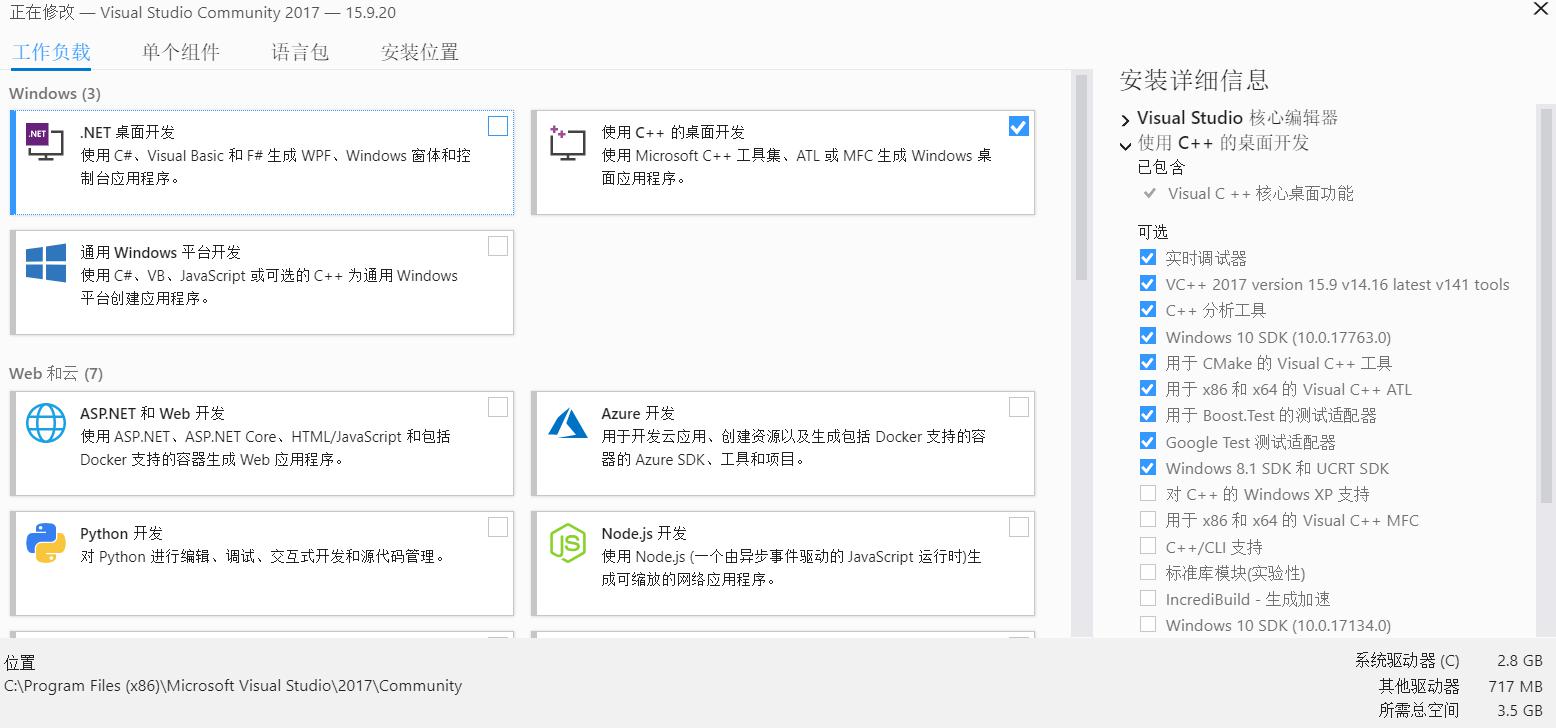 正在修改 — Visual Studio Community 2017 — 15.9.20
工作负载 单个组件 语言包 安装位置
Windows (3)
.NET
.NET 桌面开发
使用 C#、Visual Basic 和 F# 生成 WPF、Windows 窗体和控
制台应用程序。
使用 C++ 的桌面开发
使用 Microsoft C++ 工具集、ATL 或 MFC 生成 Windows 桌
面应用程序。
通用 Windows 平台开发
使用 C#、VB、JavaScript 或可选的 C++ 为通用 Windows
平台创建应用程序。
Web 和云 (7)
ASP.NET 和 Web 开发
使用 ASP.NET、ASP.NET Core、HTML/JavaScript 和包括
Docker 支持的容器生成 Web 应用程序。
Azure 开发
用于开发云应用、创建资源以及生成包括 Docker 支持的容
器的 Azure SDK、工具和项目。
Python 开发
对 Python 进行编辑、调试、交互式开发和源代码管理。
JS
Node.js 开发
使用 Node.js (一个由异步事件驱动的 JavaScript 运行时)生
成可缩放的网络应用程序。
安装详细信息
Visual Studio 核心编辑器
使用 C++ 的桌面开发
已包含
Visual C ++ 核心桌面功能
可选
实时调试器
VC++ 2017 version 15.9 v14.16 latest v141 tools
C++ 分析工具
Windows 10 SDK (10.0.17763.0)
用于 CMake 的 Visual C++ 工具
用于 x86 和 x64 的 Visual C++ ATL
用于 Boost.Test 的测试适配器
Google Test 测试适配器
Windows 8.1 SDK 和 UCRT SDK
对 C++ 的 Windows XP 支持
用于 x86 和 x64 的 Visual C++ MFC
C++/CLI 支持
标准库模块(实验性)
IncrediBuild - 生成加速
Windows 10 SDK (10.0.17134.0)
位置
C:\Program Files (x86)\Microsoft Visual Studio\2017\Community
系统驱动器 (C) 2.8 GB
其他驱动器 717 MB
所需总空间 3.5 GB